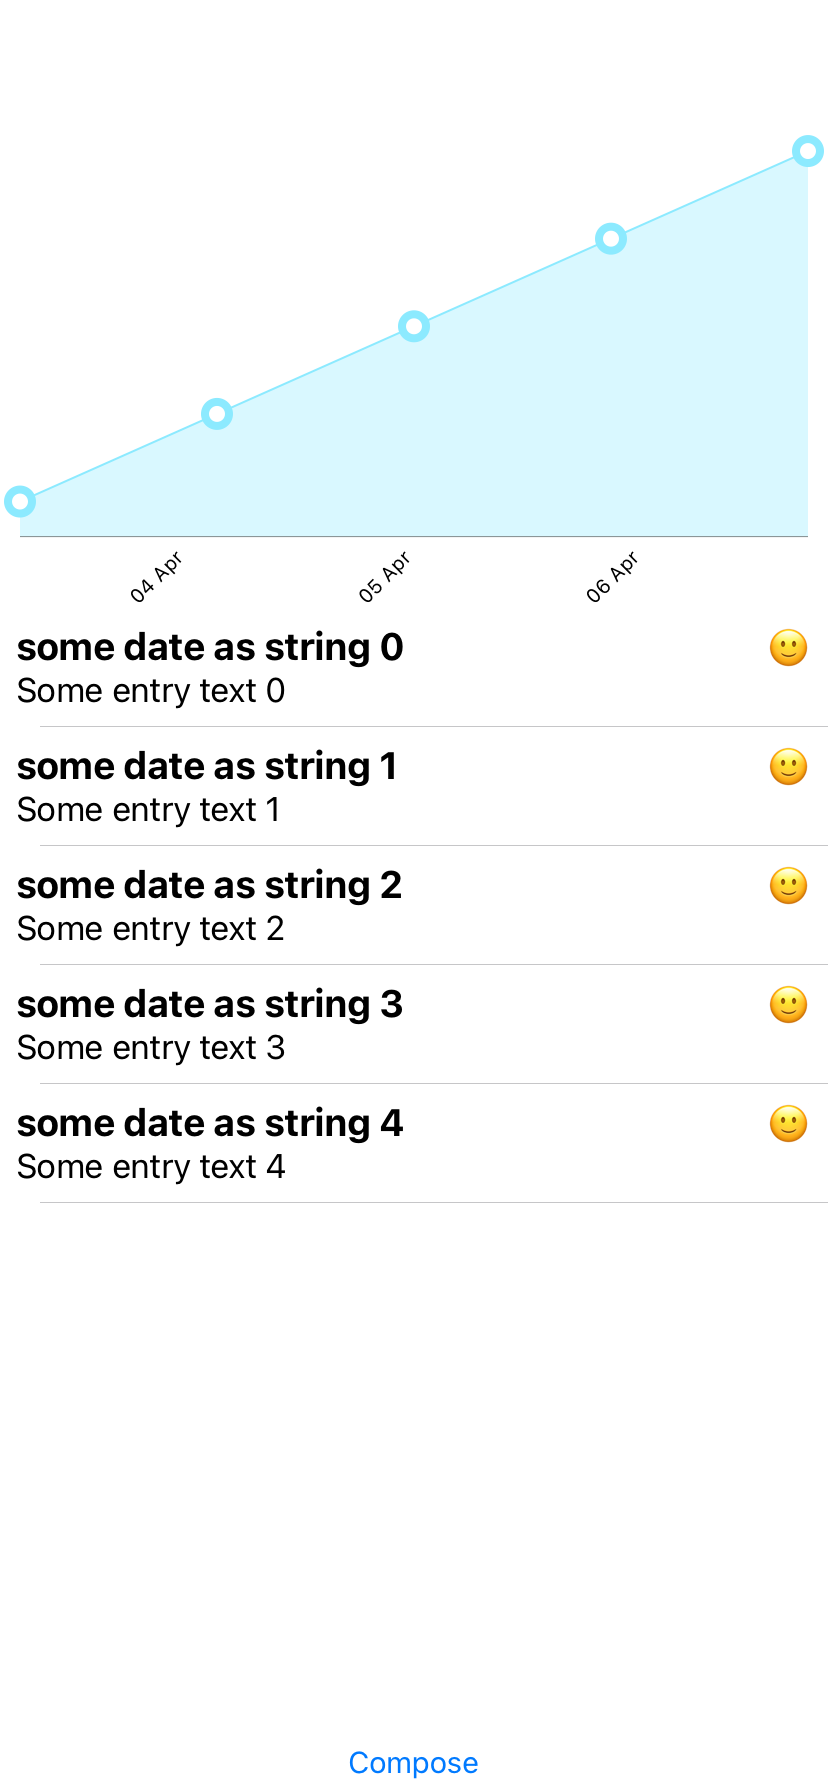 04 Apr
05 Apr
06 Apr
some date as string 0
Some entry text 0
some date as string 1
Some entry text 1
some date as string 2
Some entry text 2
some date as string 3
Some entry text 3
some date as string 4
Some entry text 4
Compose